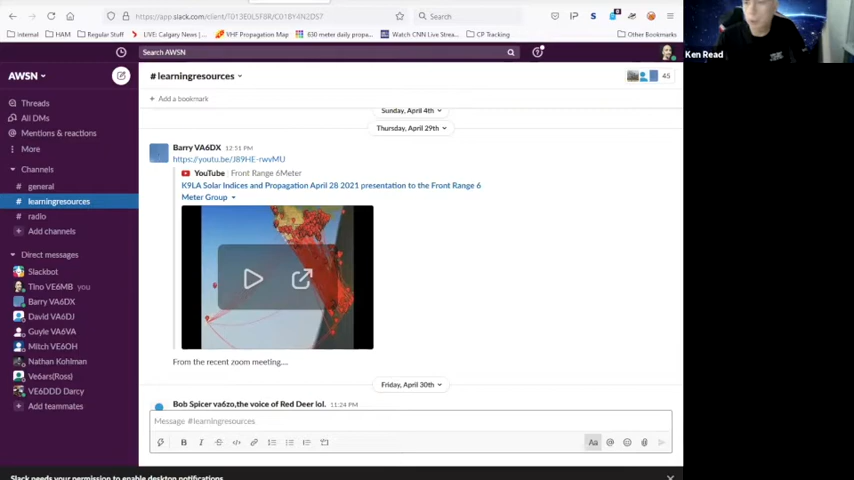 https://app.slack.com/client/T013E0LSF8R/C018Y4N2DS7
Search
Internal
HAM
Regular Stuff
LIVE: Calgary News /...
VHF Propagation Map
630 meter daily propa...
Watch CNN Live Strea...
CP Tracking
Other Bookmarks
Ken Read
Search AWSN
AWSN
# learningresources
45
Add a bookmark
Threads
All DMs
Mentions & reactions
More
Channels
# general
# learningresources
# radio
+ Add channels
Direct messages
Slackbot
TIno VE6MB you
Barry VA6DX
David VA6DJ
Guyle VA6VA
Mitch VE6OH
Nathan Kohlman
Ve6ars(Ross)
VE6DDD Darcy
+ Add teammates
Sunday, April 4th
Thursday, April 29th
Barry VA6DX 12:51 PM
https://youtu.be/J89HE-rwvMU
YouTube Front Range 6Meter
K9LA Solar Indices and Propagation April 28 2021 presentation to the Front Range 6
Meter Group
From the recent zoom meeting....
Friday, April 30th
Bob Spicer va6zo,the voice of Red Deer lol. 11:24 PM
Message #learningresources
B I S </> Aa @
Slack needs your permission to enable desktop notifications.